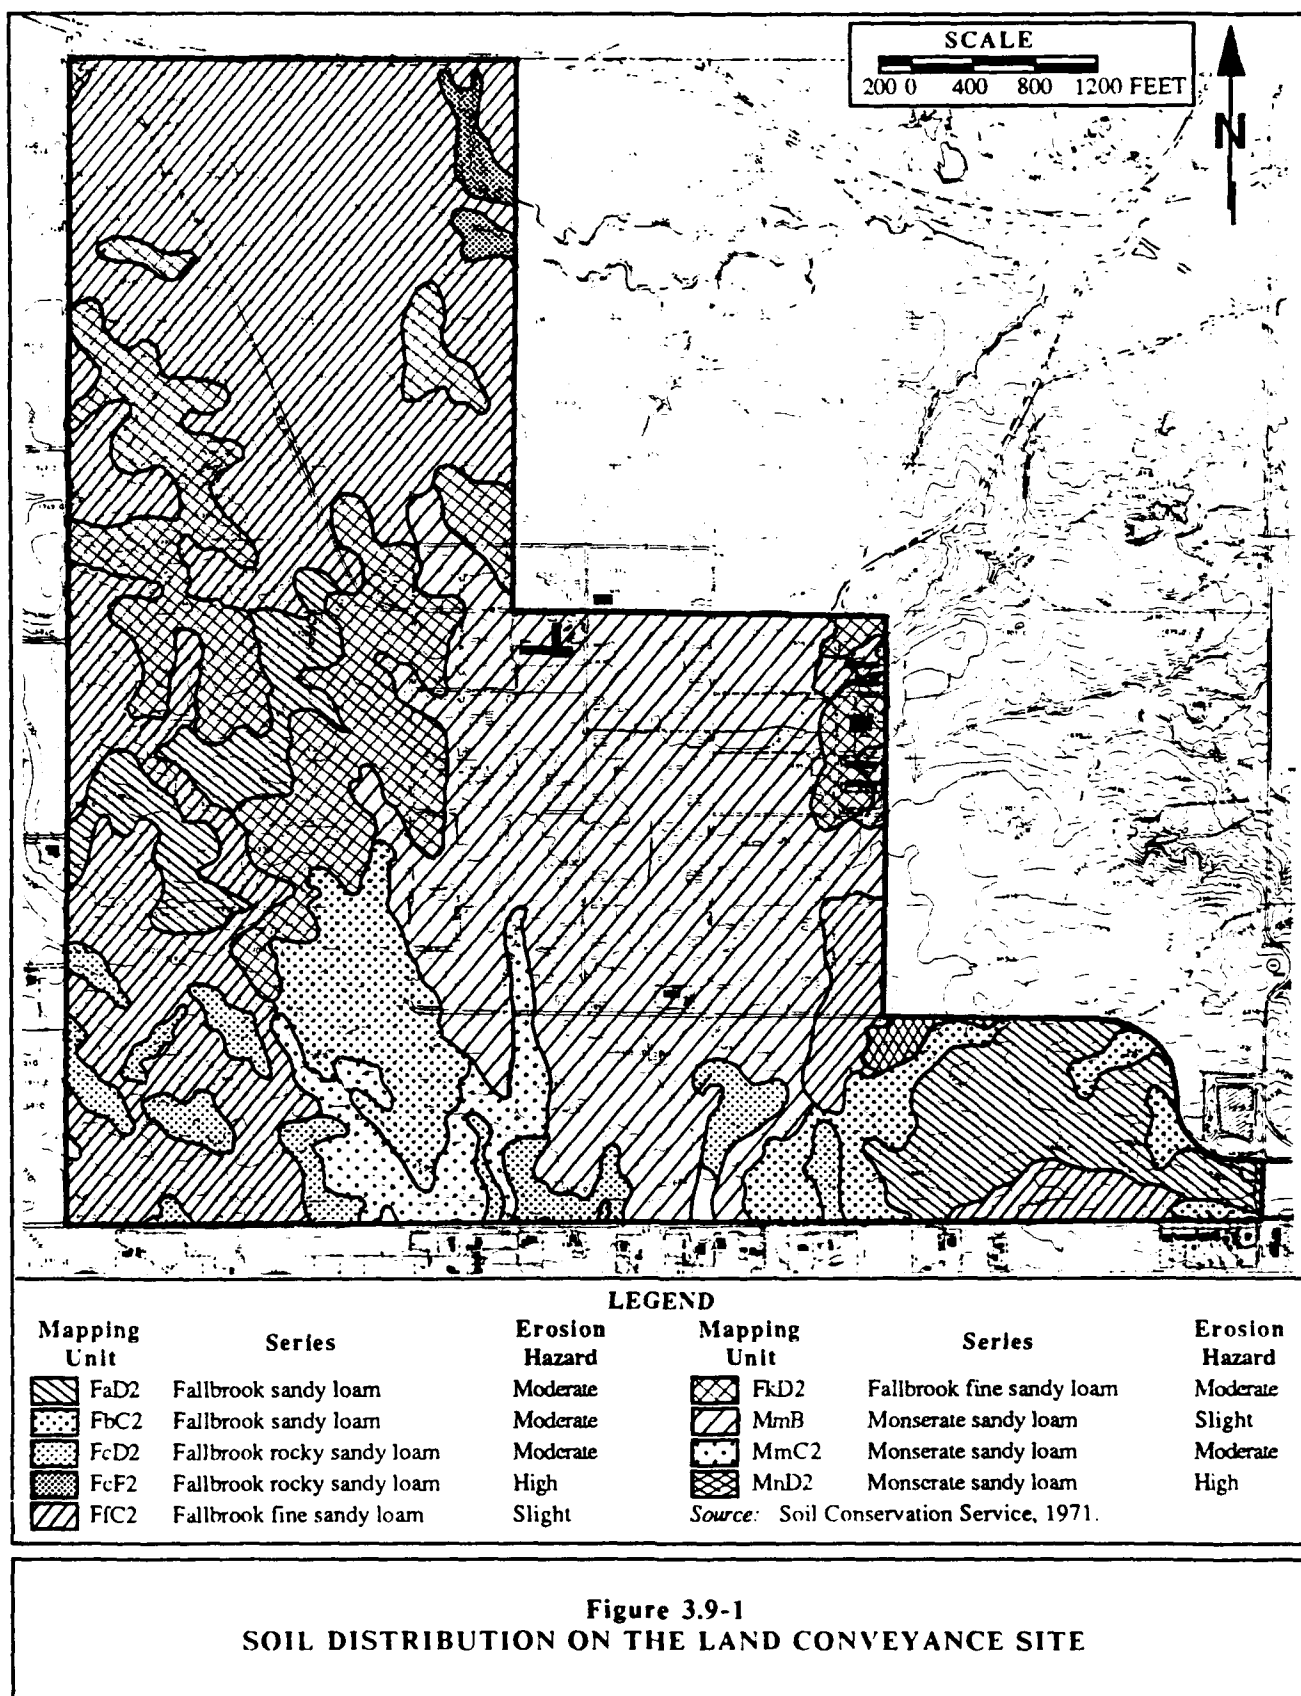 SCALE
200 0 400 800 1200 FEET
N
LEGEND
Mapping Unit Series Erosion Hazard
FaD2 Fallbrook sandy loam Moderate
FbC2 Fallbrook sandy loam Moderate
FcD2 Fallbrook rocky sandy loam Moderate
FcF2 Fallbrook rocky sandy loam High
FfC2 Fallbrook fine sandy loam Slight
Mapping Unit Series Erosion Hazard
FkD2 Fallbrook fine sandy loam Moderate
MmB Monserate sandy loam Slight
MmC2 Monserate sandy loam Moderate
MnD2 Monserate sandy loam High
Source: Soil Conservation Service, 1971.
Figure 3.9-1
SOIL DISTRIBUTION ON THE LAND CONVEYANCE SITE